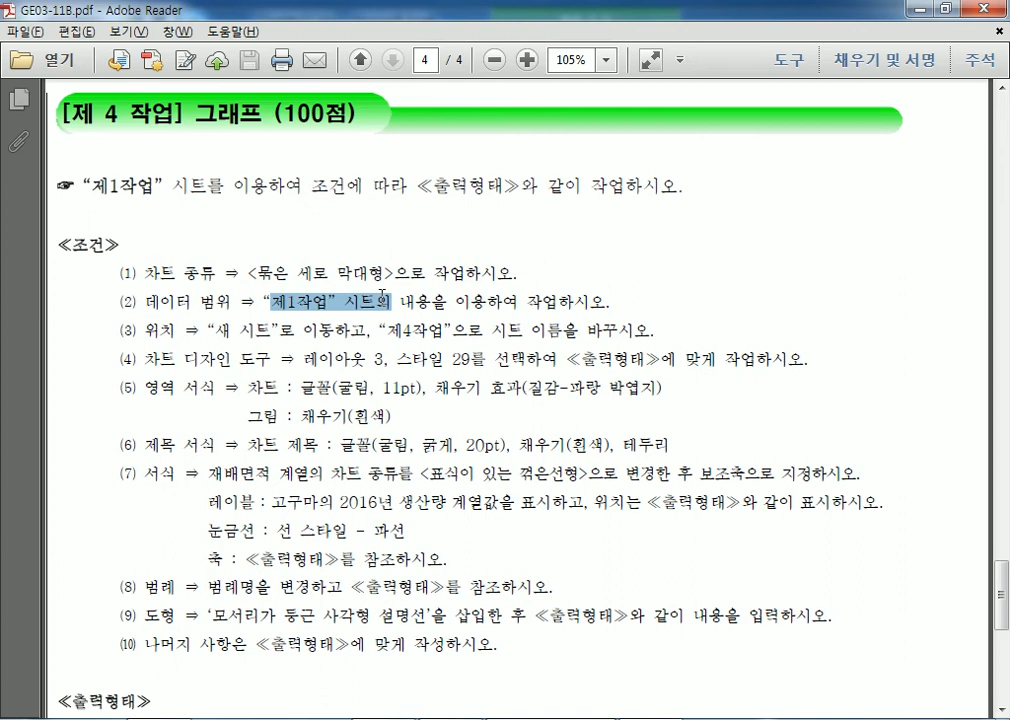 GE03-11B.pdf - Adobe Reader
파일(F) 편집(E) 보기(V) 창(W) 도움말(H)
열기 4 / 4 105% 도구 채우기 및 서명 주석
[제 4 작업] 그래프 (100점)
☞ “제1작업” 시트를 이용하여 조건에 따라 ≪출력형태≫와 같이 작업하시오.
≪조건≫
(1) 차트 종류 ⇒ <묶은 세로 막대형>으로 작업하시오.
(2) 데이터 범위 ⇒ “제1작업” 시트의 내용을 이용하여 작업하시오.
(3) 위치 ⇒ “새 시트”로 이동하고, “제4작업”으로 시트 이름을 바꾸시오.
(4) 차트 디자인 도구 ⇒ 레이아웃 3, 스타일 29를 선택하여 ≪출력형태≫에 맞게 작업하시오.
(5) 영역 서식 ⇒ 차트 : 글꼴(굴림, 11pt), 채우기 효과(질감-파랑 박엽지)
그림 : 채우기(흰색)
(6) 제목 서식 ⇒ 차트 제목 : 글꼴(굴림, 굵게, 20pt), 채우기(흰색), 테두리
(7) 서식 ⇒ 재배면적 계열의 차트 종류를 <표식이 있는 꺾은선형>으로 변경한 후 보조축으로 지정하시오.
레이블 : 고구마의 2016년 생산량 계열값을 표시하고, 위치는 ≪출력형태≫와 같이 표시하시오.
눈금선 : 선 스타일 - 파선
축 : ≪출력형태≫를 참조하시오.
(8) 범례 ⇒ 범례명을 변경하고 ≪출력형태≫를 참조하시오.
(9) 도형 ⇒ ‘모서리가 둥근 사각형 설명선’을 삽입한 후 ≪출력형태≫와 같이 내용을 입력하시오.
(10) 나머지 사항은 ≪출력형태≫에 맞게 작성하시오.
≪출력형태≫